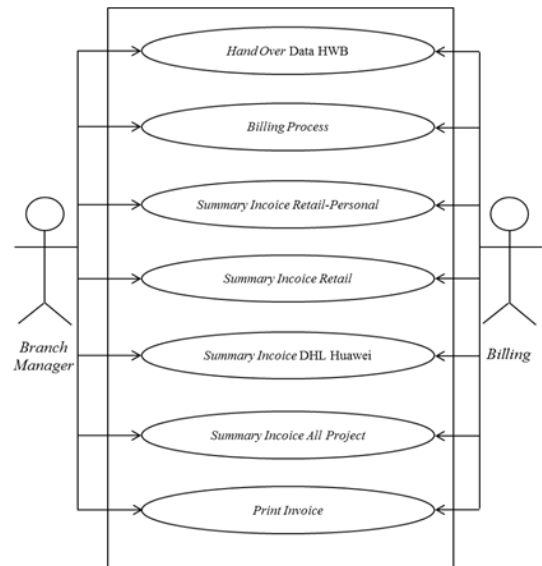 Hand Over Data HWB
Billing Process
Summary Incoice Retail-Personal
Summary Incoice Retail
Summary Incoice DHL Huawei
Summary Incoice All Project
Print Invoice
Branch
Manager
Billing